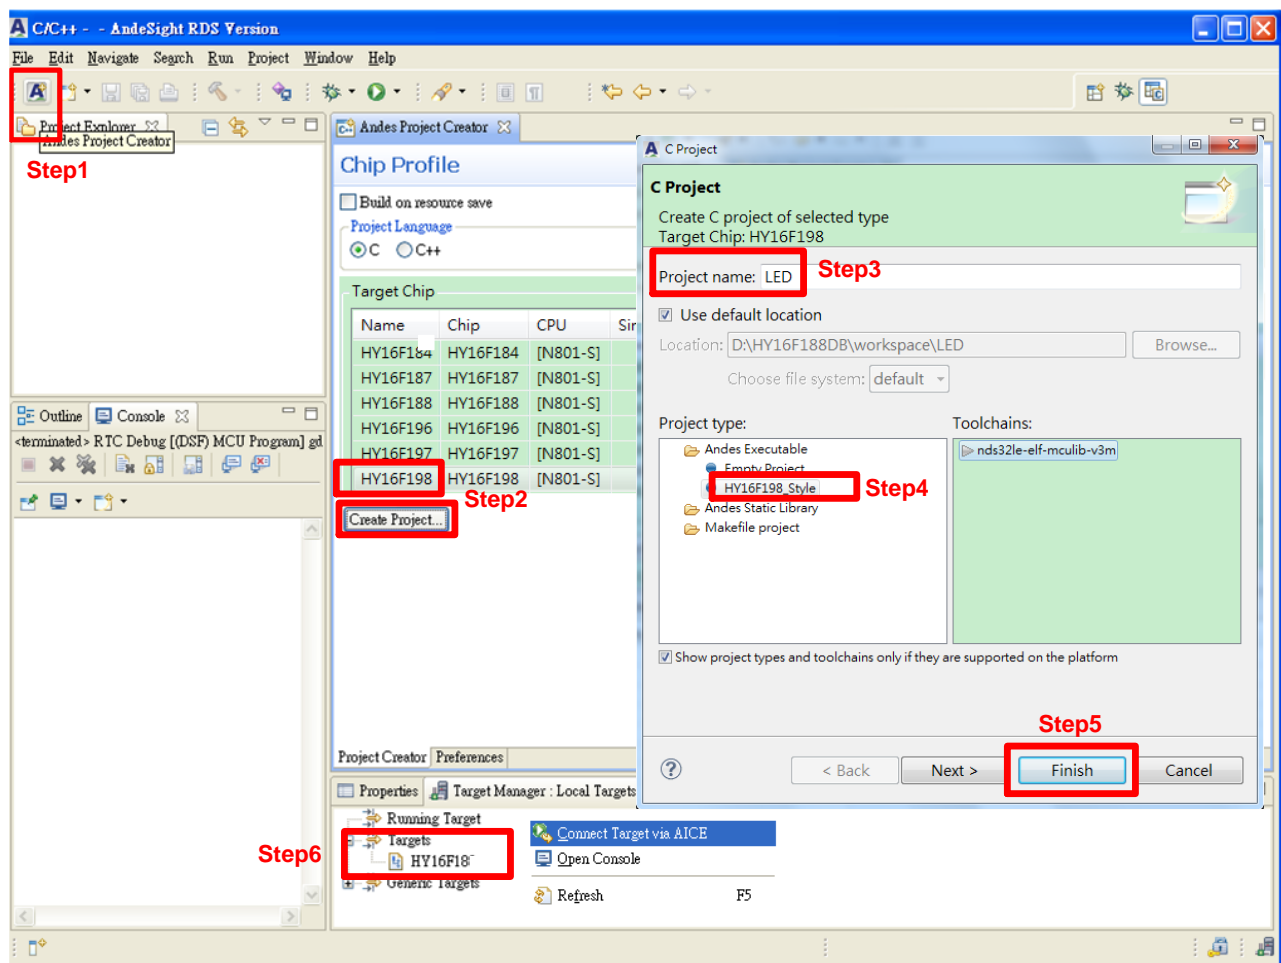 C/C++ - - AndeSight RDS Version
File Edit Navigate Search Run Project Window Help
Project Explorer
Andes Project Creator
Step1
Andes Project Creator
Chip Profile
Build on resource save
Project Language
C C++
Target Chip
Name Chip CPU
HY16F184 HY16F184 [N801-S]
HY16F187 HY16F187 [N801-S]
HY16F188 HY16F188 [N801-S]
HY16F196 HY16F196 [N801-S]
HY16F197 HY16F197 [N801-S]
HY16F198 HY16F198 [N801-S]
Step2
Create Project...
Project Creator Preferences
C Project
C Project
Create C project of selected type
Target Chip: HY16F198
Project name: LED
Step3
Use default location
Location: D:\HY16F188DB\workspace\LED Browse...
Choose file system: default
Project type: Toolchains:
Andes Executable
Empty Project
HY16F198_Style
Step4
Andes Static Library
Makefile project
nds32le-elf-mculib-v3m
Show project types and toolchains only if they are supported on the platform
Step5
< Back Next > Finish Cancel
Outline Console
<terminated> RTC Debug [(DSF) MCU Program] gd
Properties Target Manager : Local Targets
Running Target
Targets
HY16F18
Generic Targets
Step6
Connect Target via AICE
Open Console
Refresh F5